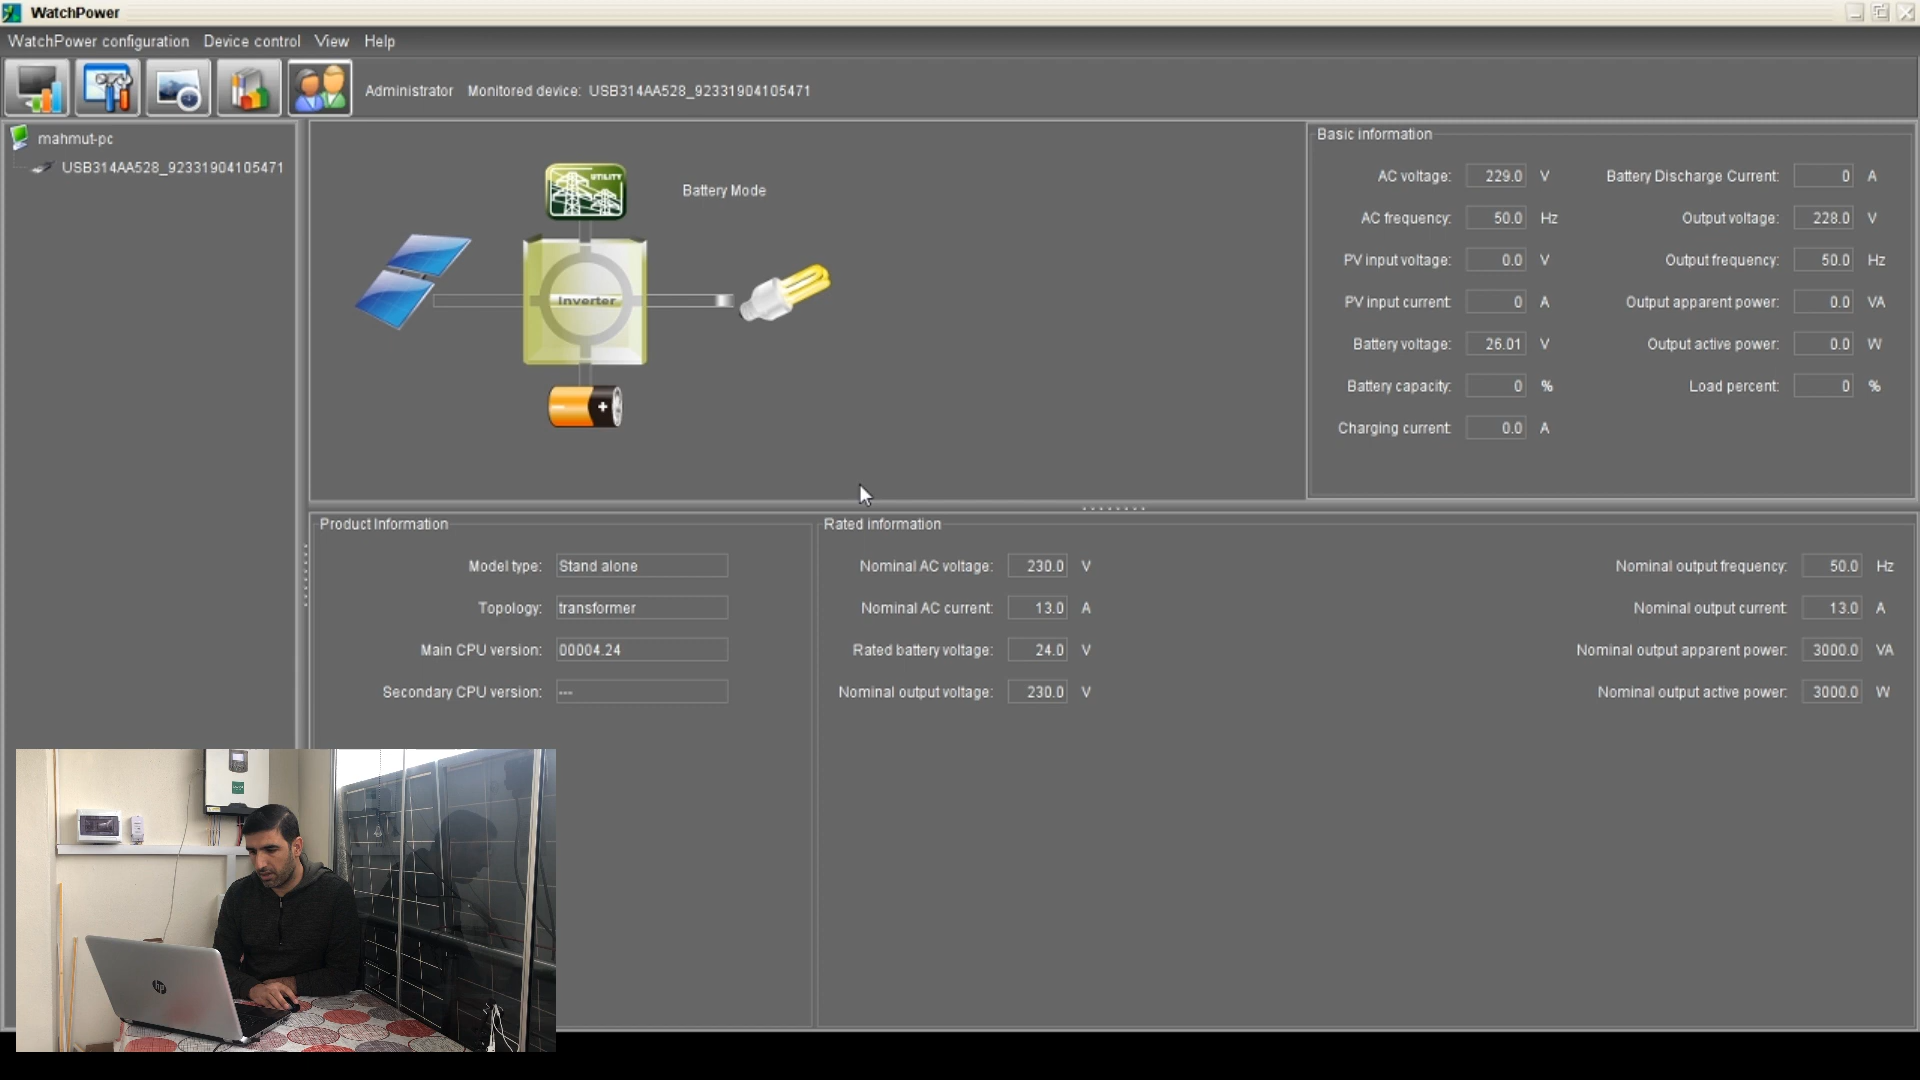 WatchPower
WatchPower configuration Device control View Help
Administrator Monitored device: USB314AA528_92331904105471
mahmut-pc
USB314AA528_92331904105471
UTILITY
Battery Mode
Inverter
+
Basic information
AC voltage: 229.0 V Battery Discharge Current: 0 A
AC frequency: 50.0 Hz Output voltage: 228.0 V
PV input voltage: 0.0 V Output frequency: 50.0 Hz
PV input current: 0 A Output apparent power: 0.0 VA
Battery voltage: 26.01 V Output active power: 0.0 W
Battery capacity: 0 % Load percent: 0 %
Charging current: 0.0 A
Product Information
Model type: Stand alone
Topology: transformer
Main CPU version: 00004.24
Secondary CPU version: ---
Rated information
Nominal AC voltage: 230.0 V Nominal output frequency: 50.0 Hz
Nominal AC current: 13.0 A Nominal output current: 13.0 A
Rated battery voltage: 24.0 V Nominal output apparent power: 3000.0 VA
Nominal output voltage: 230.0 V Nominal output active power: 3000.0 W
hp